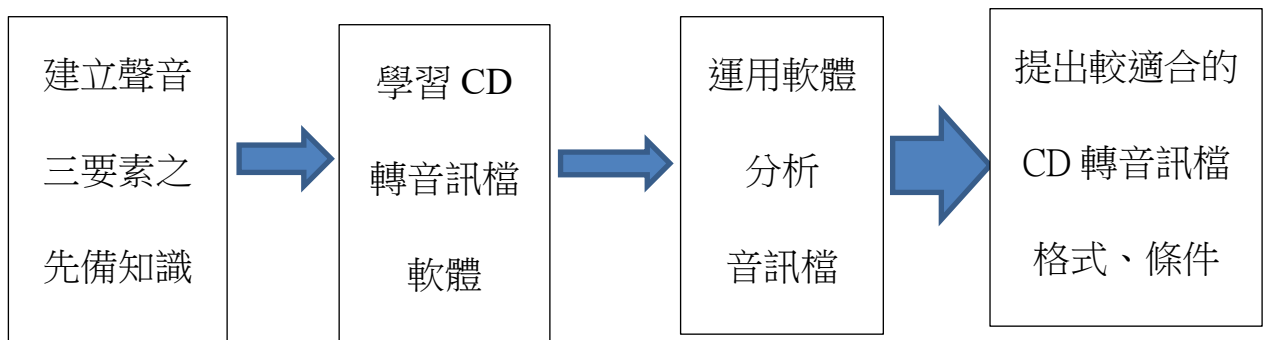 建立聲音
三要素之
先備知識
學習 CD
轉音訊檔
軟體
運用軟體
分析
音訊檔
提出較適合的
CD 轉音訊檔
格式、條件